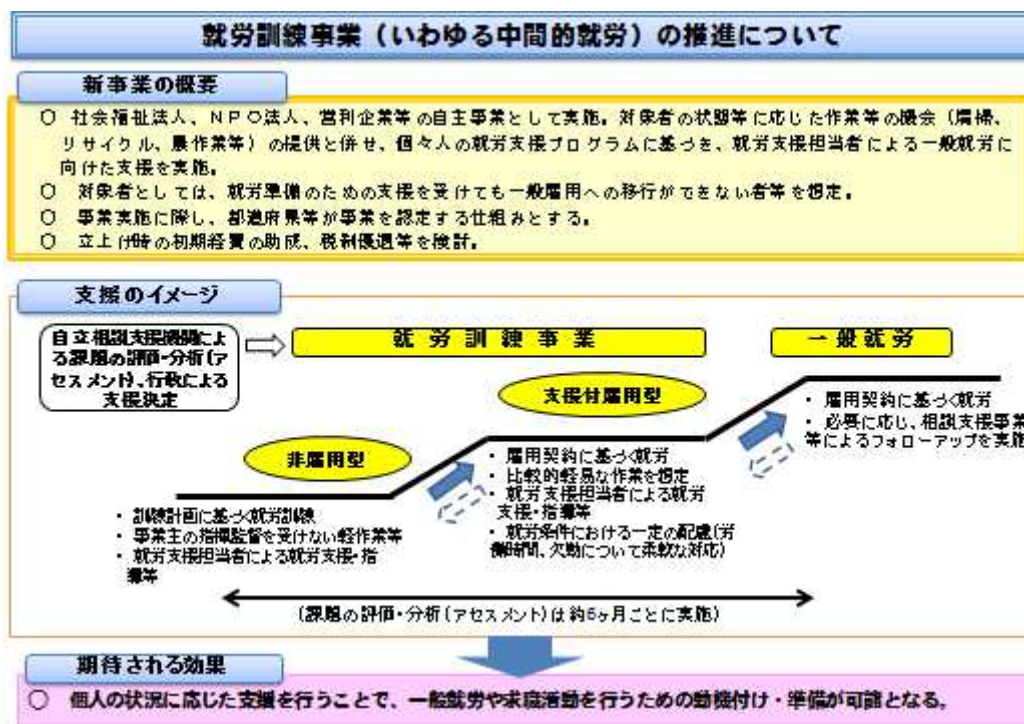 就労訓練事業（いわゆる中間的就労）の推進について
新事業の概要
○ 社会福祉法人、ＮＰＯ法人、営利企業等の自主事業として実施。対象者の状態等に応じた作業等の機会（清掃、
リサイクル、農作業等）の提供と併せ、個々人の就労支援プログラムに基づき、就労支援担当者による一般就労に
向けた支援を実施。
○ 対象者としては、就労準備のための支援を受けても一般雇用への移行ができない者等を想定。
○ 事業実施に際し、都道府県等が事業を認定する仕組みとする。
○ 立上げ時の初期経費の助成、税制優遇等を検討。
支援のイメージ
自立相談支援機関によ
る課題の評価・分析（ア
セスメント）、行政による
支援決定
就労訓練事業
一般就労
支援付雇用型
非雇用型
・ 雇用契約に基づく就労
・ 必要に応じ、相談支援事業
等によるフォローアップを実施
・ 雇用契約に基づく就労
・ 比較的軽易な作業を想定
・ 就労支援担当者による就労
支援・指導等
・ 就労条件における一定の配慮（労
働時間、欠勤について柔軟な対応）
・ 訓練計画に基づく就労訓練
・ 事業主の指揮監督を受けない軽作業等
・ 就労支援担当者による就労支援・指
導等
（課題の評価・分析（アセスメント）は約6ヶ月ごとに実施）
期待される効果
○ 個人の状況に応じた支援を行うことで、一般就労や求職活動を行うための動機付け・準備が可能となる。